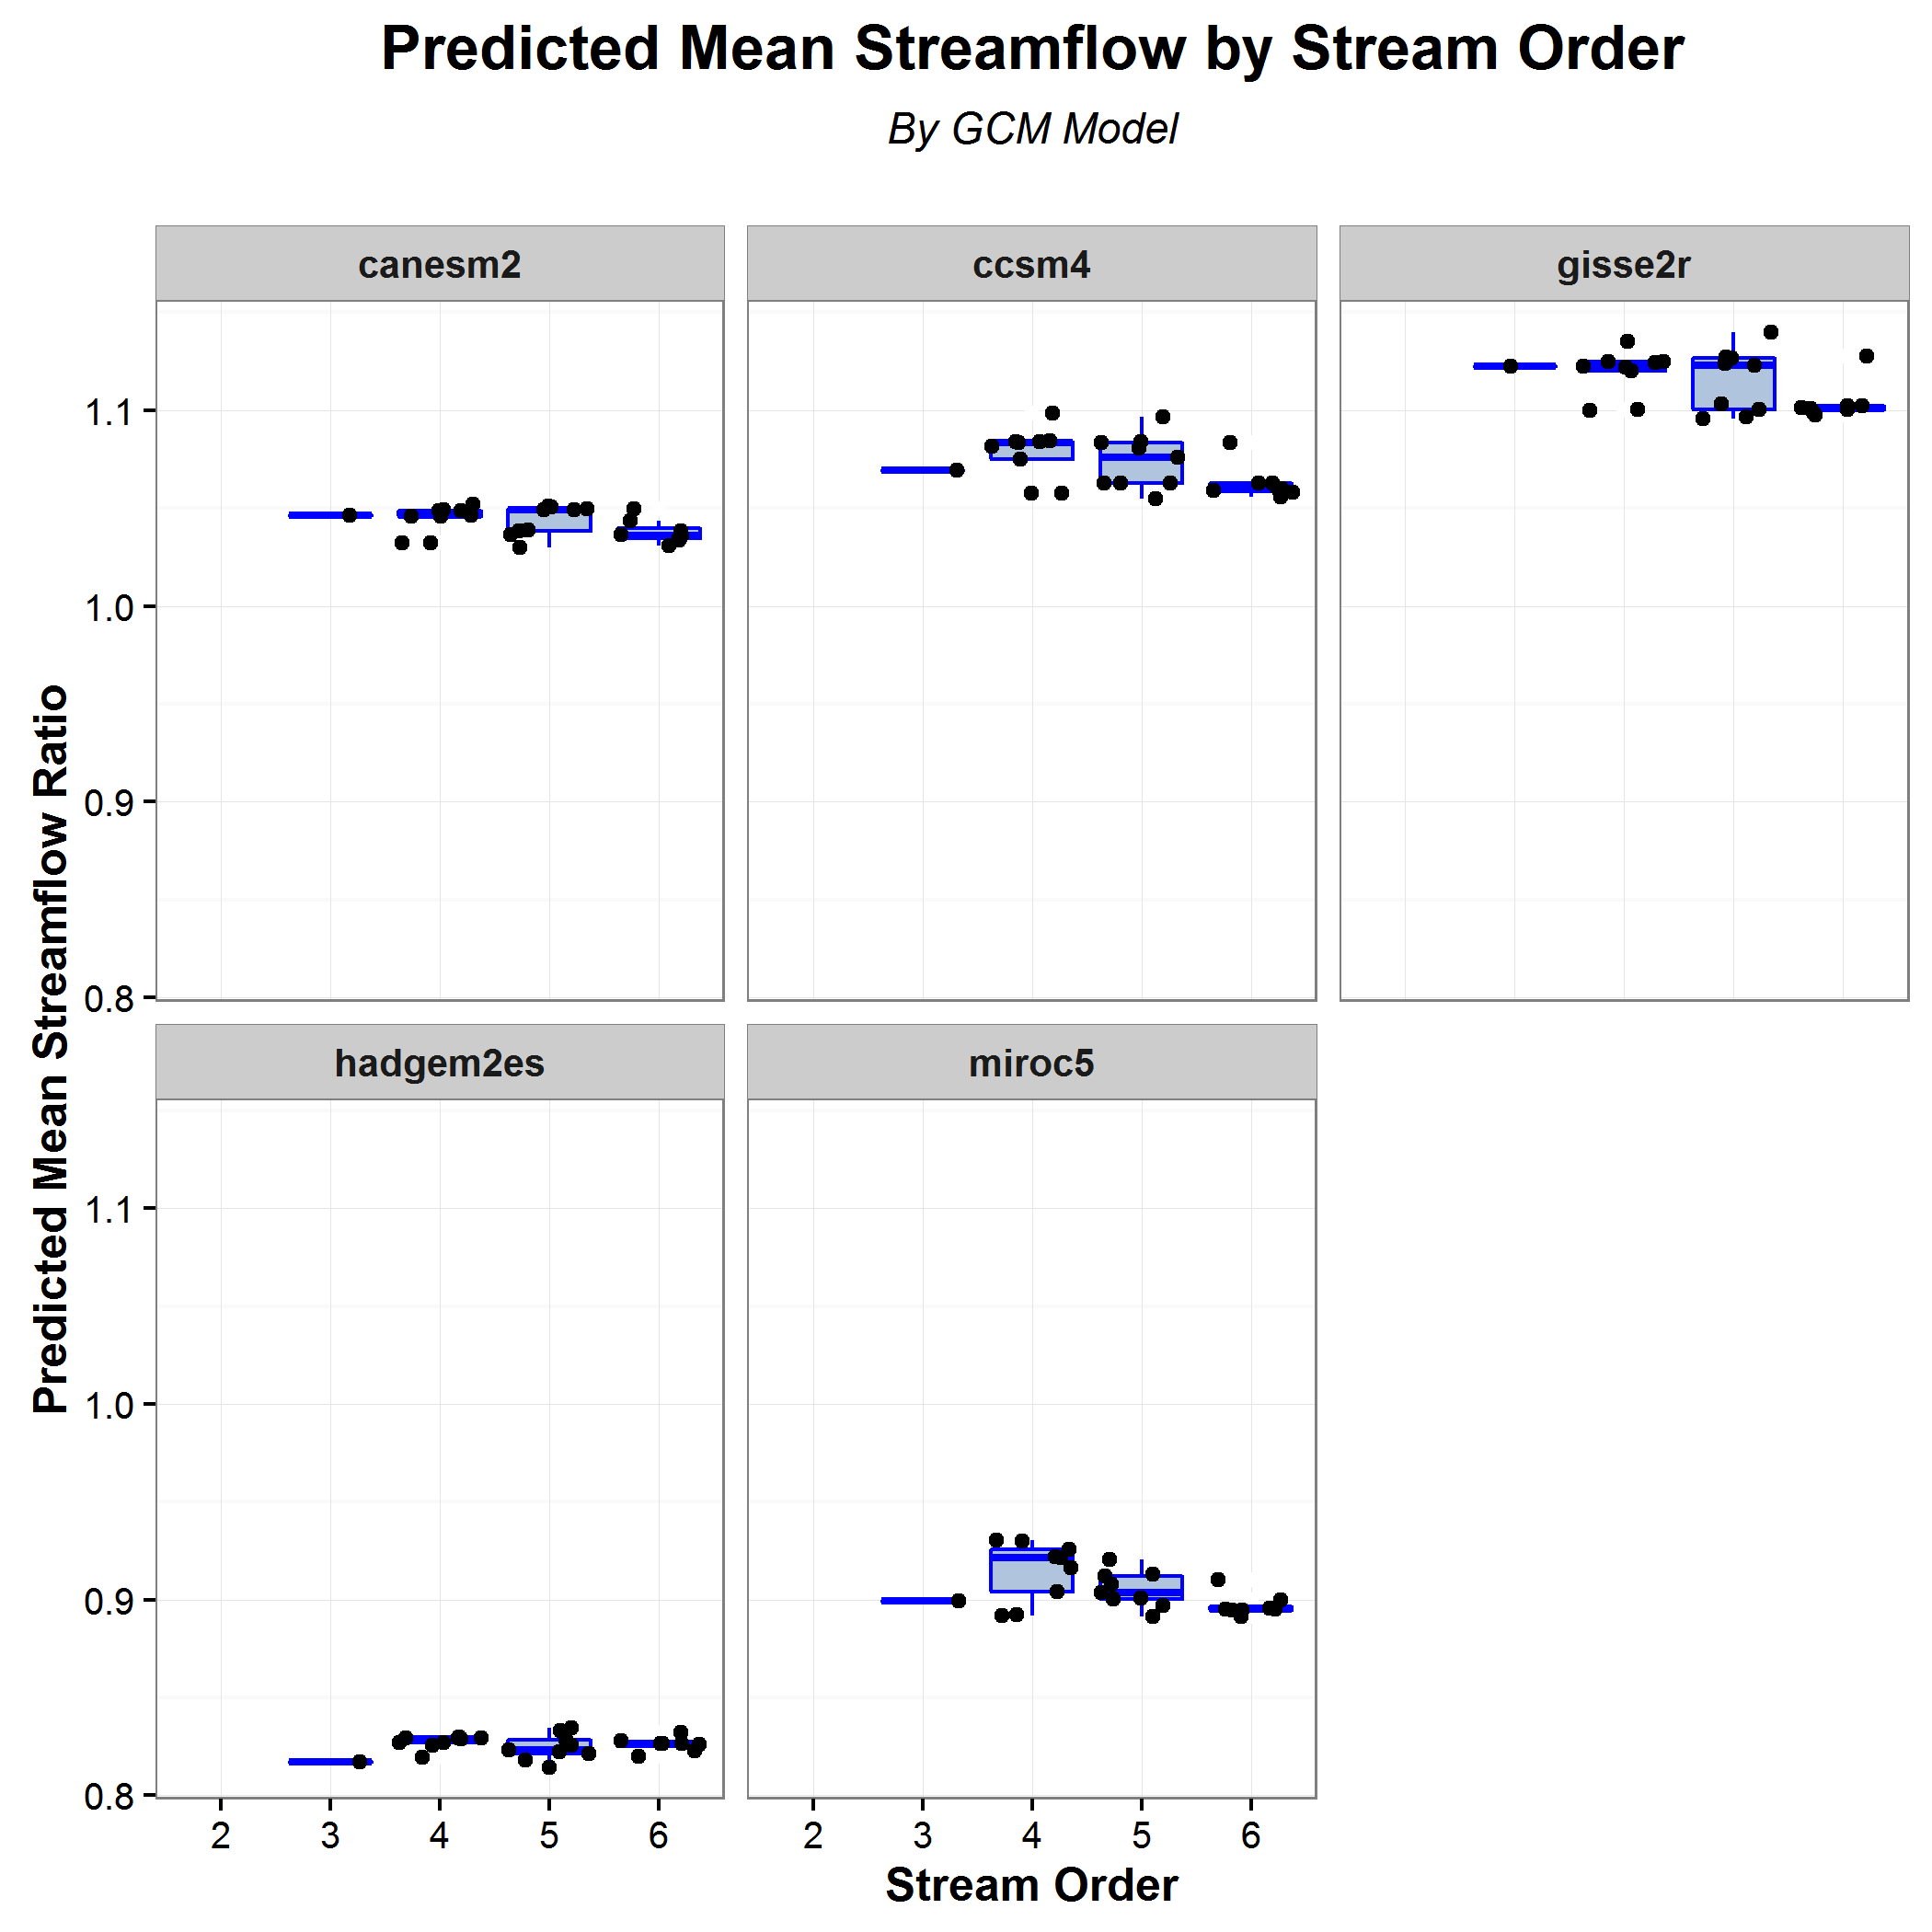 Predicted Mean Streamflow by Stream Order
By GCM Model
canesm2
ccsm4
gisse2r
1.1
1.0
0.9
0.8
Predicted Mean Streamflow Ratio
hadgem2es
miroc5
1.1
1.0
0.9
0.8
2 3 4 5 6
2 3 4 5 6
Stream Order